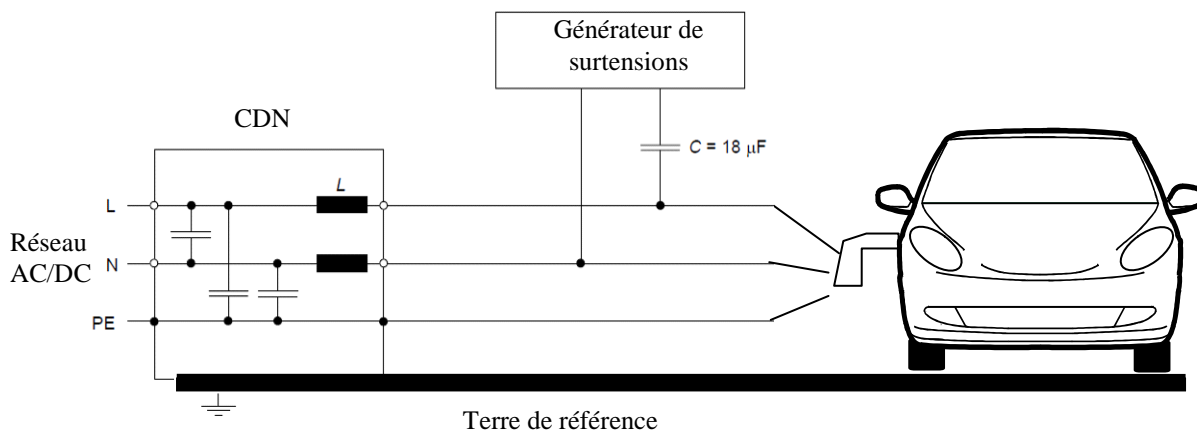 Générateur de
surtensions
CDN
C = 18 µF
L
L
Réseau
AC/DC
N
PE
Terre de référence